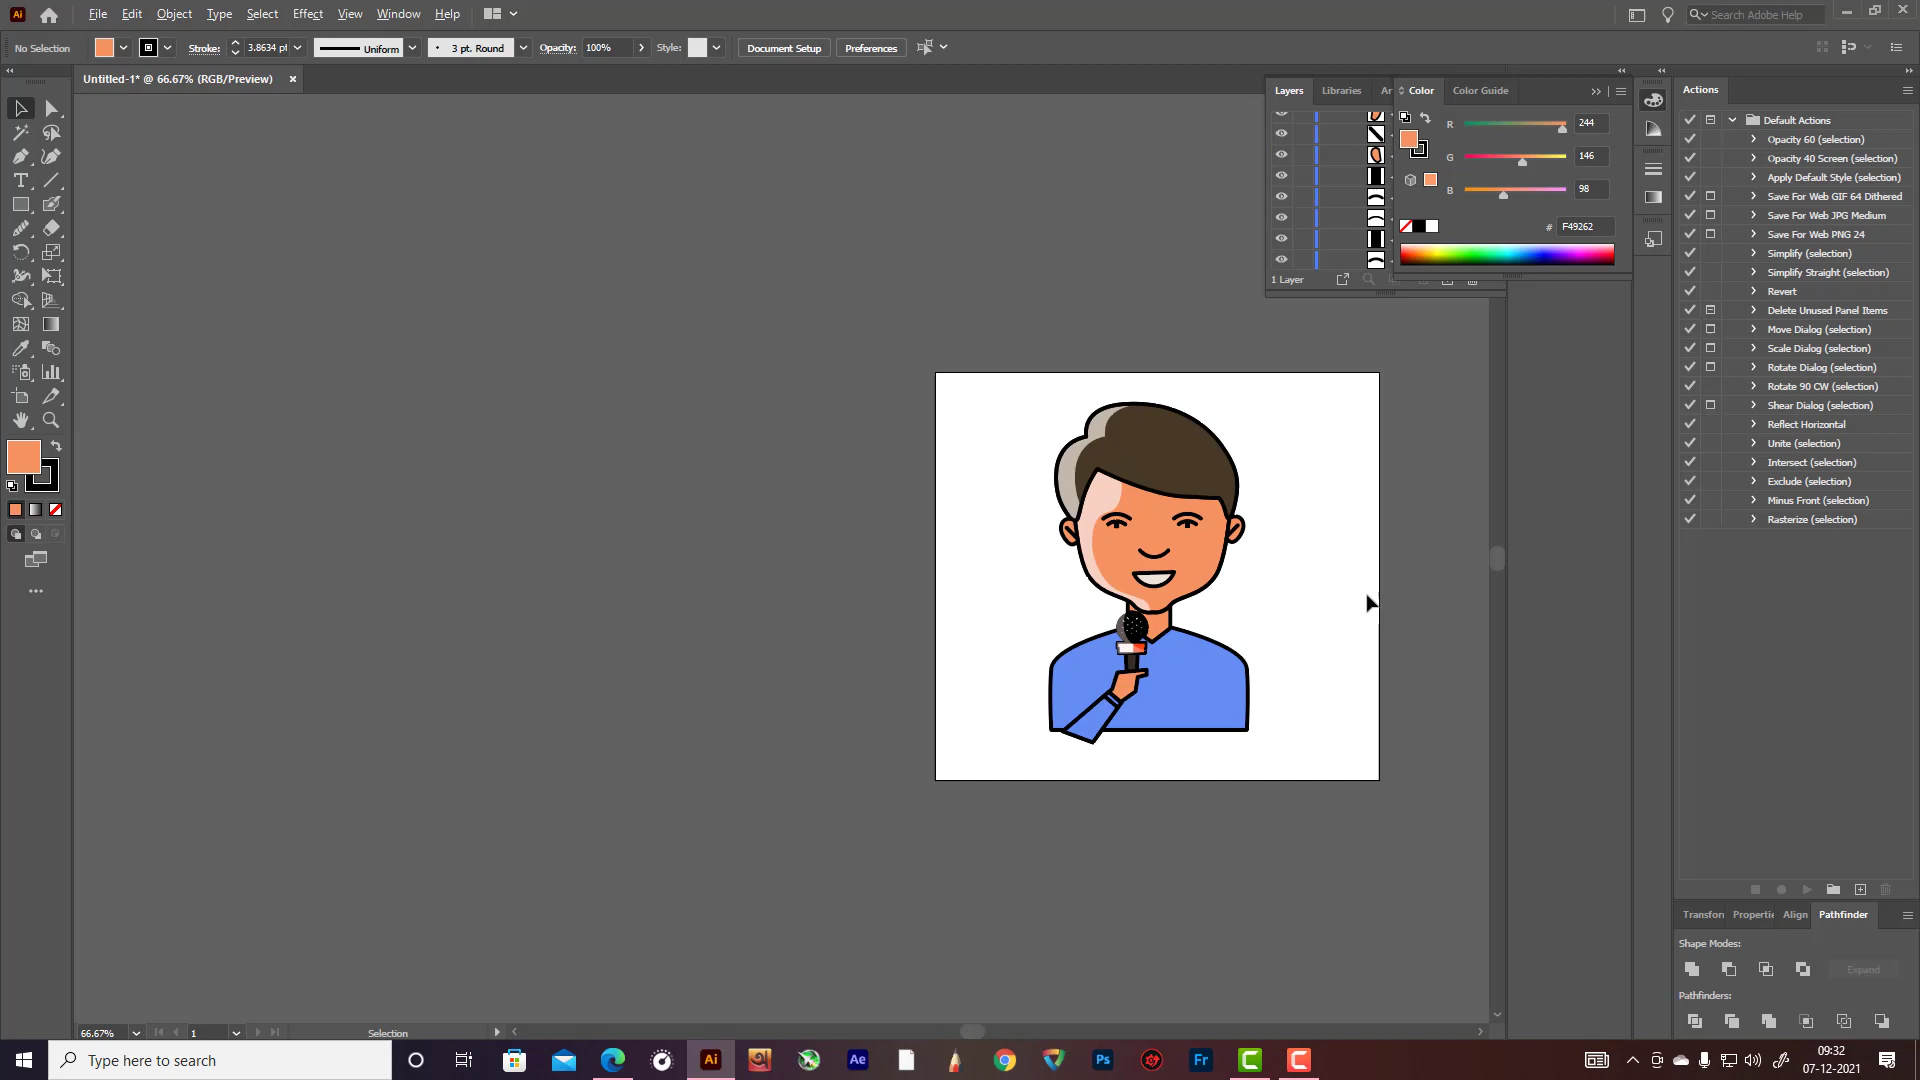 Ai File Edit Object Type Select Effect View Window Help Search Adobe Help
No Selection Stroke: 3.8634 pt Uniform 3 pt. Round Opacity: 100% Style: Document Setup Preferences
Untitled-1* @ 66.67% (RGB/Preview) ×
Layers Libraries Ar Color Color Guide
R 244
G 146
B 98
# F49262
1 Layer
Actions
Default Actions
Opacity 60 (selection)
Opacity 40 Screen (selection)
Apply Default Style (selection)
Save For Web GIF 64 Dithered
Save For Web JPG Medium
Save For Web PNG 24
Simplify (selection)
Simplify Straight (selection)
Revert
Delete Unused Panel Items
Move Dialog (selection)
Scale Dialog (selection)
Rotate Dialog (selection)
Rotate 90 CW (selection)
Shear Dialog (selection)
Reflect Horizontal
Unite (selection)
Intersect (selection)
Exclude (selection)
Minus Front (selection)
Rasterize (selection)
Transforn Propertie Align Pathfinder
Shape Modes:
Expand
Pathfinders:
66.67% 1 Selection
Type here to search Ai Ae Ps Fr
09:32
07-12-2021